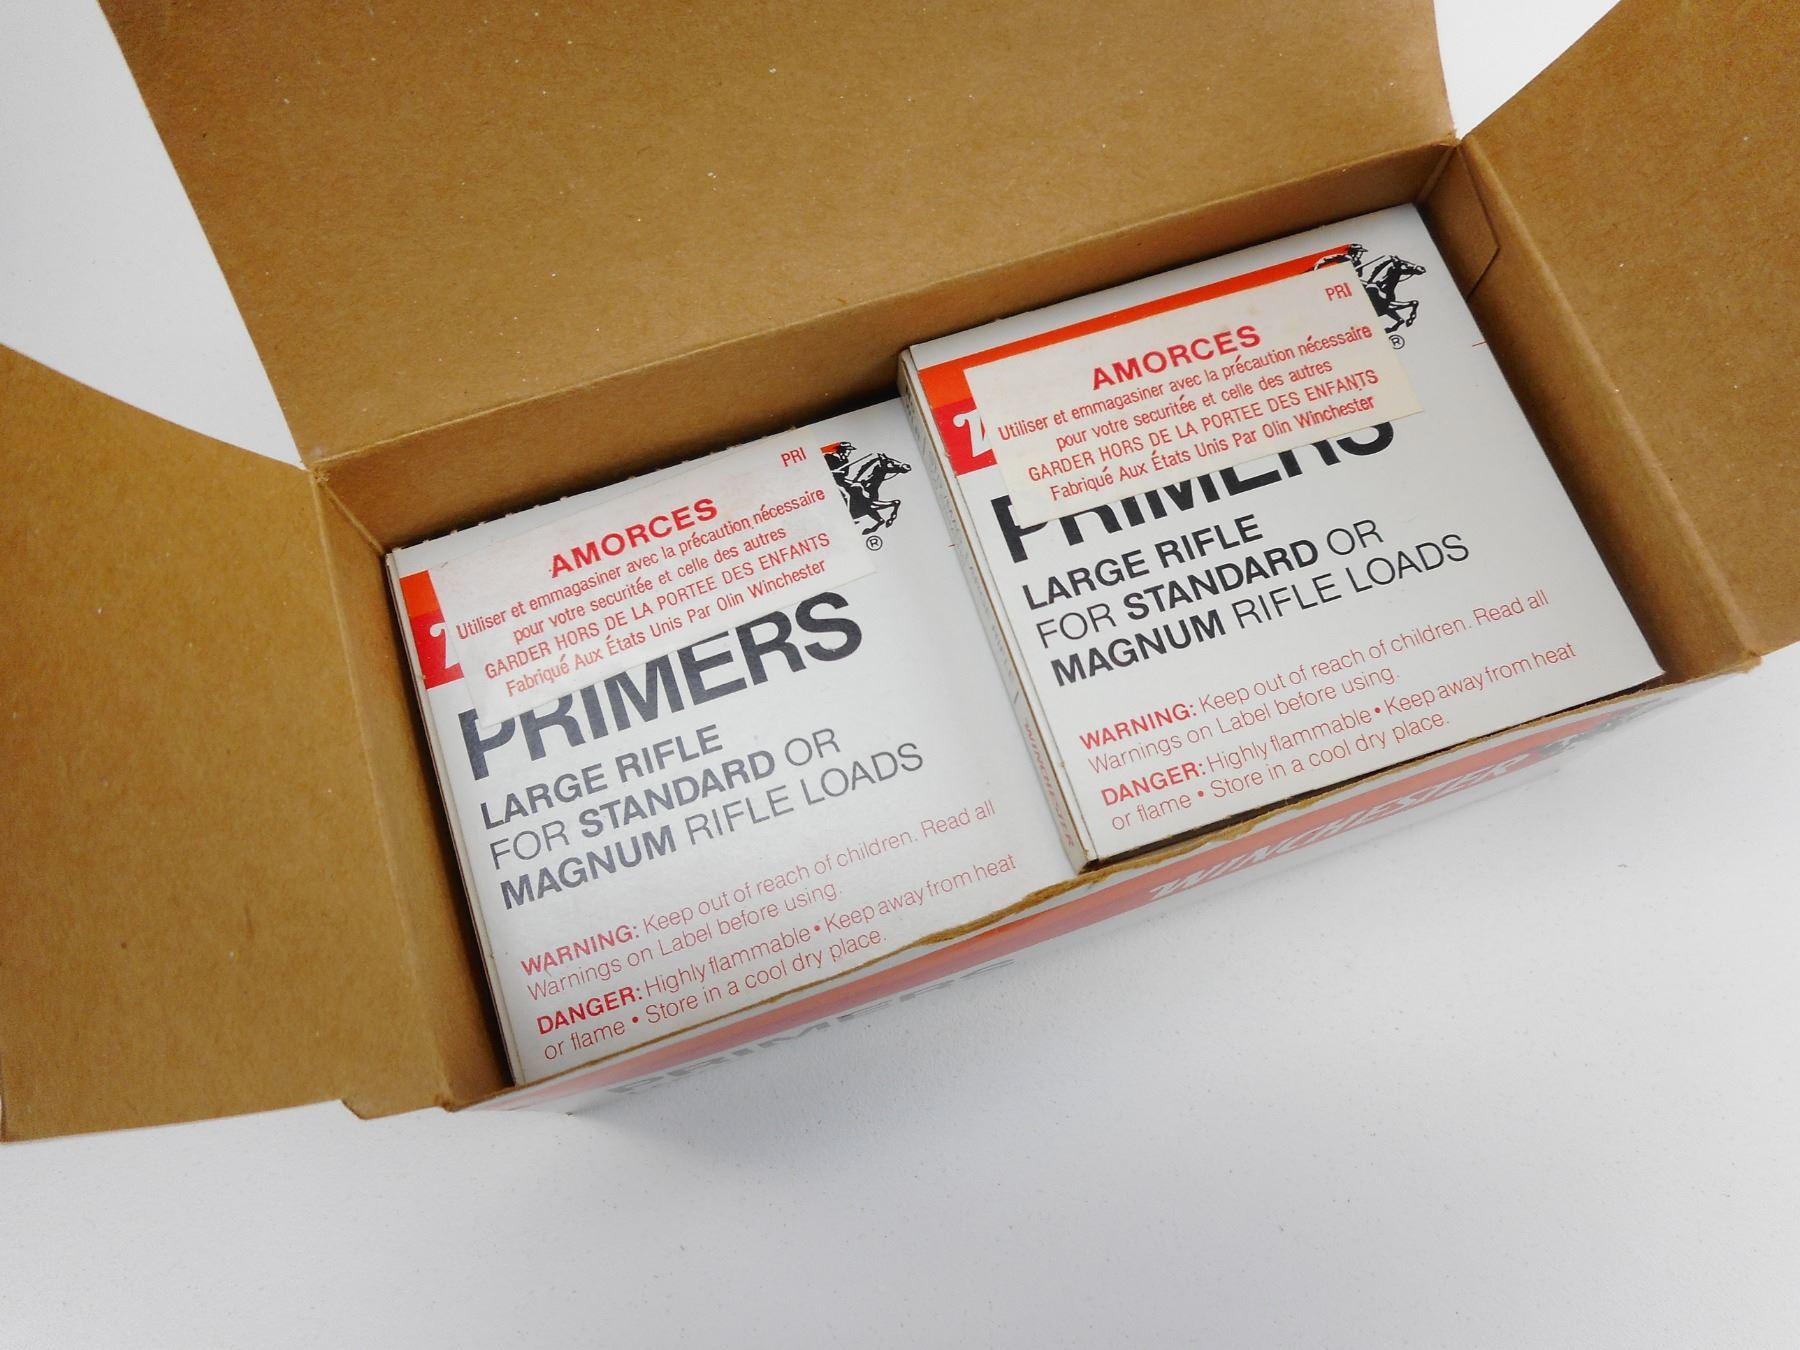 PRI
AMORCES
Utiliser et emmagasiner avec la précaution nécessaire
pour votre securitée et celle des autres
GARDER HORS DE LA PORTEE DES ENFANTS
Fabriqué Aux États Unis Par Olin Winchester
®
PRIMERS
LARGE RIFLE
FOR STANDARD OR
MAGNUM RIFLE LOADS
WARNING: Keep out of reach of children. Read all
Warnings on Label before using.
DANGER: Highly flammable • Keep away from heat
or flame • Store in a cool dry place.
PRI
AMORCES
Utiliser et emmagasiner avec la précaution nécessaire
pour votre securitée et celle des autres
GARDER HORS DE LA PORTEE DES ENFANTS
Fabriqué Aux États Unis Par Olin Winchester
®
PRIMERS
LARGE RIFLE
FOR STANDARD OR
MAGNUM RIFLE LOADS
WARNING: Keep out of reach of children. Read all
Warnings on Label before using.
DANGER: Highly flammable • Keep away from heat
or flame • Store in a cool dry place.
WINCHESTER
WINCHESTER
PRIMERS